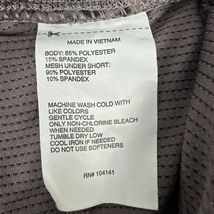 MADE IN VIETNAM
BODY: 85% POLYESTER
15% SPANDEX
MESH UNDER SHORT:
90% POLYESTER
10% SPANDEX
MACHINE WASH COLD WITH
LIKE COLORS
GENTLE CYCLE
ONLY NON-CHLORINE BLEACH
WHEN NEEDED
TUMBLE DRY LOW
COOL IRON IF NEEDED
DO NOT USE SOFTENERS
RN# 104141